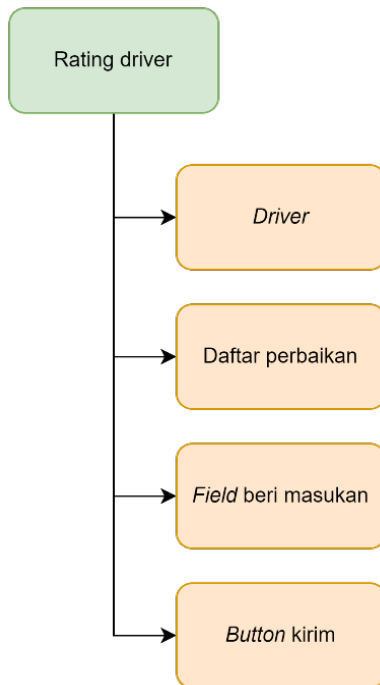 Rating driver
Driver
Daftar perbaikan
Field beri masukan
Button kirim